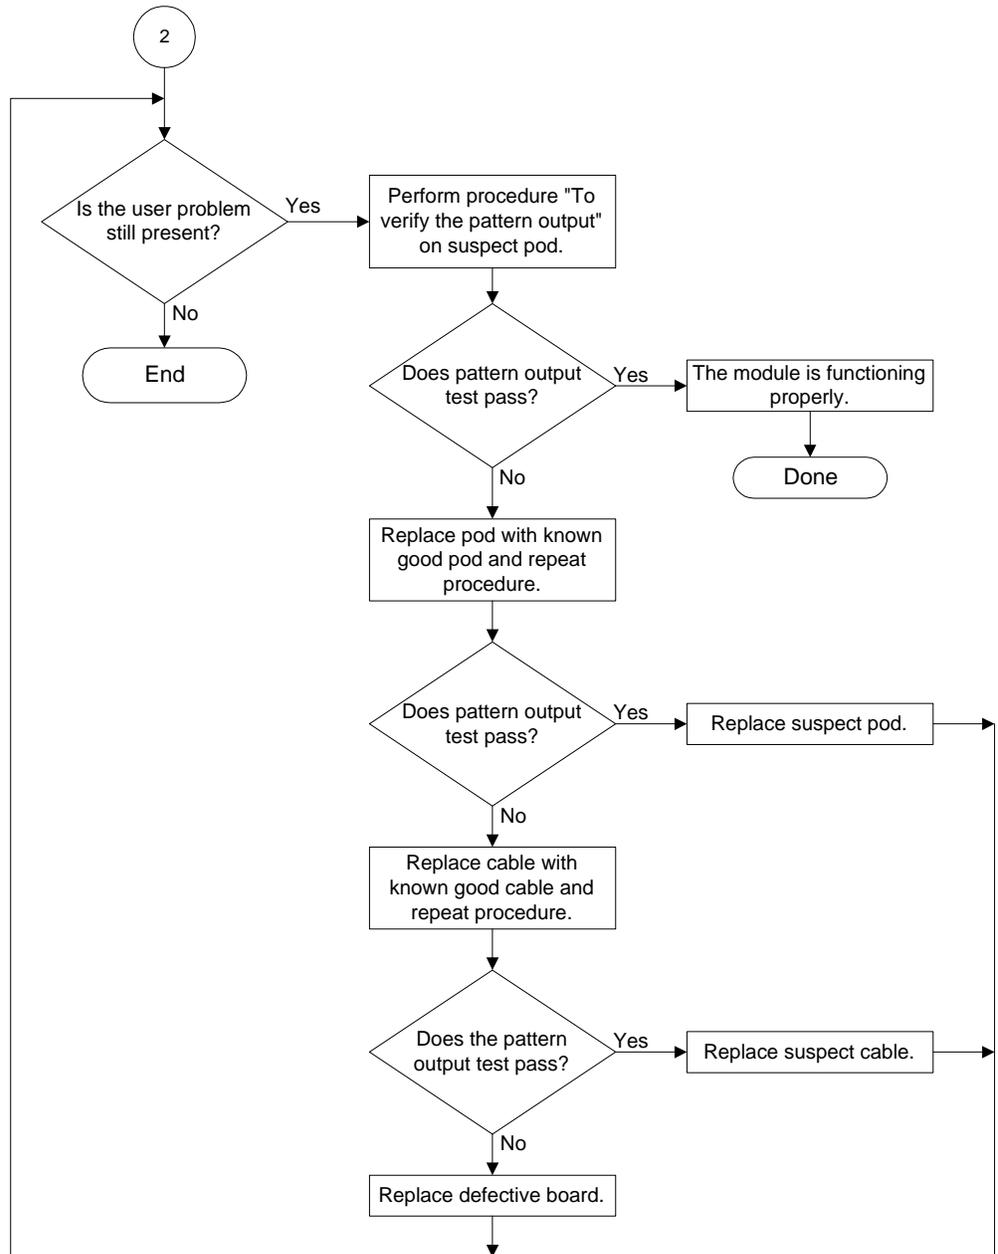 2
Is the user problem
still present?
Yes
Perform procedure "To
verify the pattern output"
on suspect pod.
No
End
Does pattern output
test pass?
Yes
The module is functioning
properly.
Done
No
Replace pod with known
good pod and repeat
procedure.
Does pattern output
test pass?
Yes
Replace suspect pod.
No
Replace cable with
known good cable and
repeat procedure.
Does the pattern
output test pass?
Yes
Replace suspect cable.
No
Replace defective board.